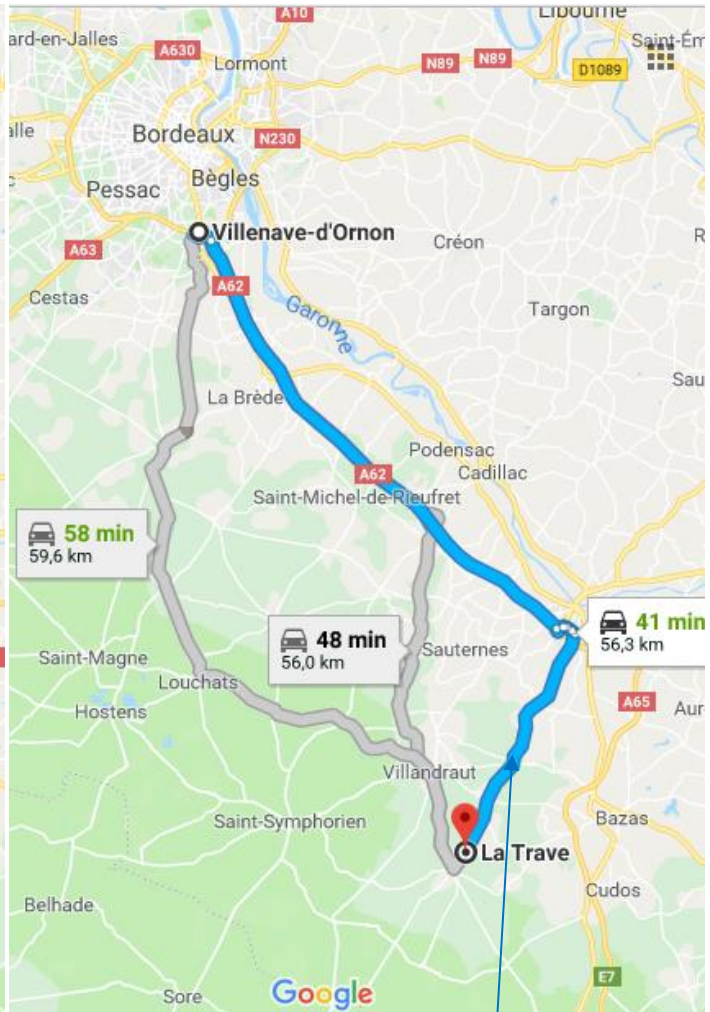 A10
Libourne
ard-en-Jalles
A630
Saint-Ém
N89
N89
D1089
Lormont
alle
Bordeaux
N230
Bègles
Pessac
Villenave-d'Ornon
R
A63
Créon
Cestas
A62
Garonne
Targon
Sau
La Brède
Podensac
A62
Cadillac
Saint-Michel-de-Rieufret
58 min
59,6 km
41 min
56,3 km
48 min
56,0 km
Sauternes
Saint-Magne
Louchats
Hostens
A65
Aur
Villandraut
Saint-Symphorien
Bazas
La Trave
Cudos
Belhade
E7
Sore
Google